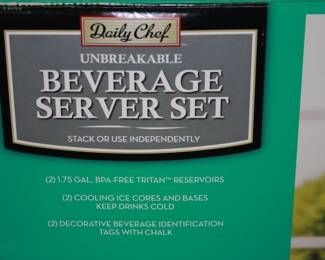 Daily Chef™
UNBREAKABLE
BEVERAGE
SERVER SET
STACK OR USE INDEPENDENTLY
(2) 1.75 GAL, BPA-FREE TRITAN™ RESERVOIRS
(2) COOLING ICE CORES AND BASES
KEEP DRINKS COLD
(2) DECORATIVE BEVERAGE IDENTIFICATION
TAGS WITH CHALK